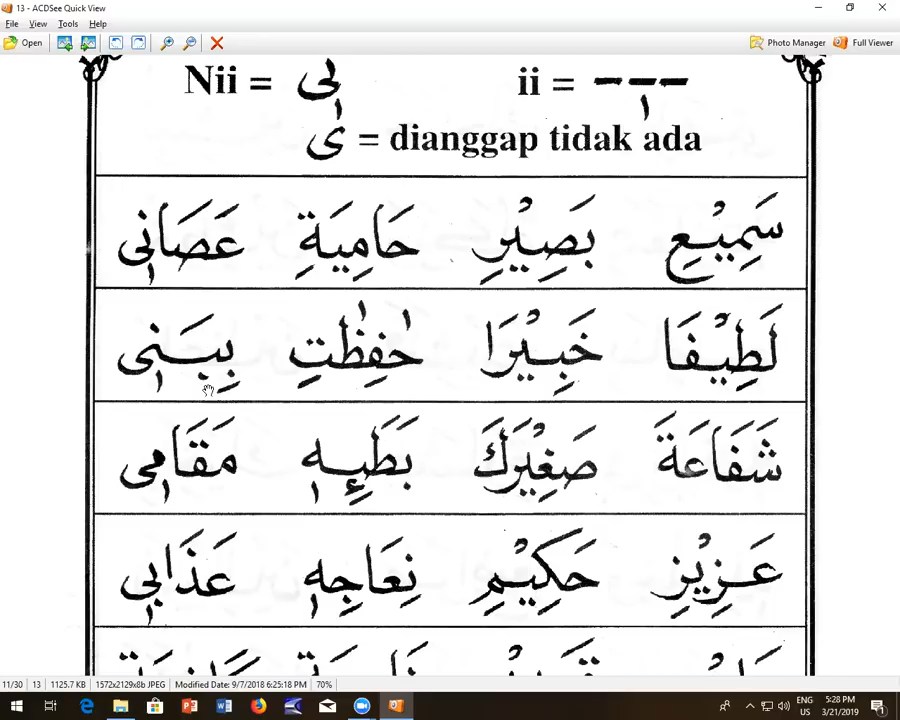 13 - ACDSee Quick View
File View Tools Help
Open Photo Manager Full Viewer
Nii = نٖى ii = ---
ى = dianggap tidak ada
سَمِيْعِ بَصِيْرِ حَامِيَةِ عَصَانٖى
لَطِيْفَا خَبِيْرَا حٰفِظٰتِ بِبَنٖى
شَفَاعَةَ صَغِيْرَكَ بَطَئِهٖ مَقَامٖى
عَزِيْزِ حَكِيْمِ نِعَاجِهٖ عَذَابٖى
11/30 13 1125.7 KB 1572x2129x8b JPEG Modified Date: 9/7/2018 6:25:18 PM 70%
ENG 5:28 PM
US 3/21/2019